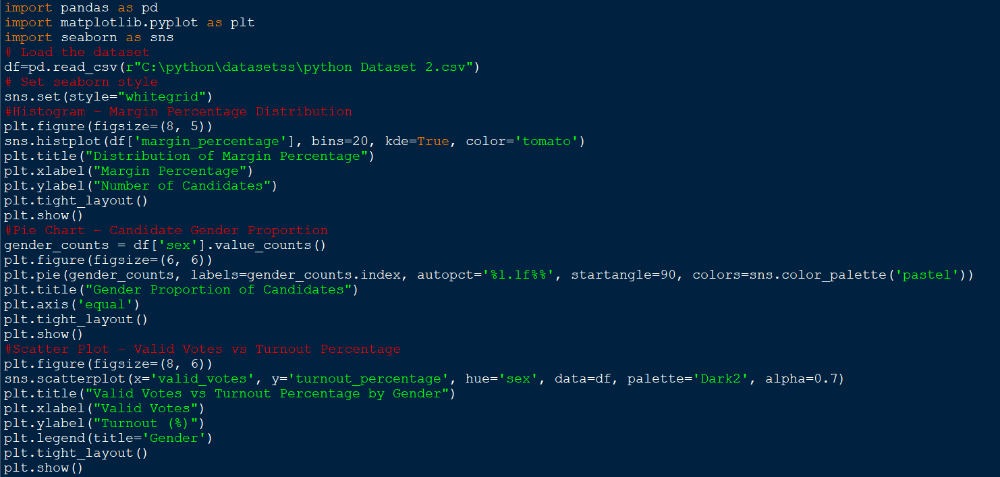 import pandas as pd
import matplotlib.pyplot as plt
import seaborn as sns
# Load the dataset
df=pd.read_csv(r"C:\python\datasetss\python Dataset 2.csv")
# Set seaborn style
sns.set(style="whitegrid")
#Histogram - Margin Percentage Distribution
plt.figure(figsize=(8, 5))
sns.histplot(df['margin_percentage'], bins=20, kde=True, color='tomato')
plt.title("Distribution of Margin Percentage")
plt.xlabel("Margin Percentage")
plt.ylabel("Number of Candidates")
plt.tight_layout()
plt.show()
#Pie Chart - Candidate Gender Proportion
gender_counts = df['sex'].value_counts()
plt.figure(figsize=(6, 6))
plt.pie(gender_counts, labels=gender_counts.index, autopct='%1.1f%%', startangle=90, colors=sns.color_palette('pastel'))
plt.title("Gender Proportion of Candidates")
plt.axis('equal')
plt.tight_layout()
plt.show()
#Scatter Plot - Valid Votes vs Turnout Percentage
plt.figure(figsize=(8, 6))
sns.scatterplot(x='valid_votes', y='turnout_percentage', hue='sex', data=df, palette='Dark2', alpha=0.7)
plt.title("Valid Votes vs Turnout Percentage by Gender")
plt.xlabel("Valid Votes")
plt.ylabel("Turnout (%)")
plt.legend(title='Gender')
plt.tight_layout()
plt.show()